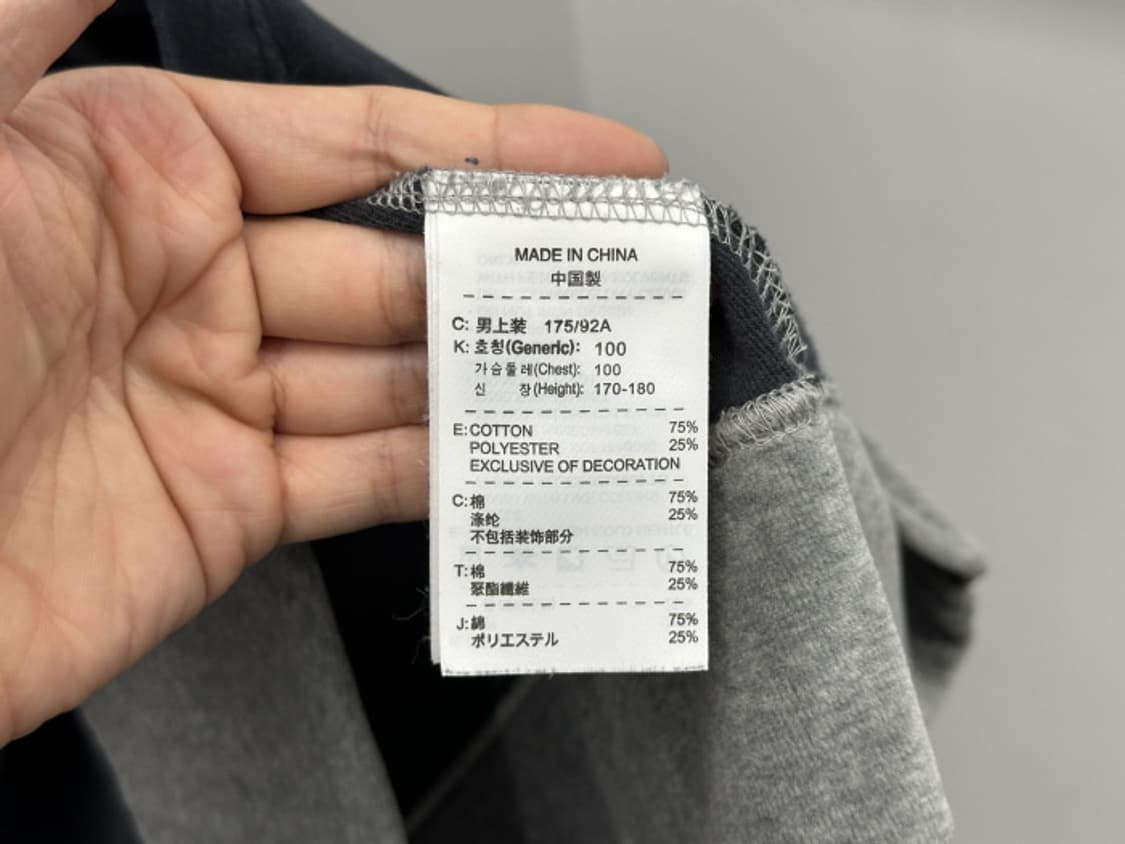 MADE IN CHINA
中国製
C: 男上装 175/92A
K: 호칭(Generic): 100
가슴둘레(Chest): 100
신 장(Height): 170-180
E: COTTON 75%
POLYESTER 25%
EXCLUSIVE OF DECORATION
C: 棉 75%
涤纶 25%
不包括装饰部分
T: 棉 75%
聚酯纖維 25%
J: 綿 75%
ポリエステル 25%